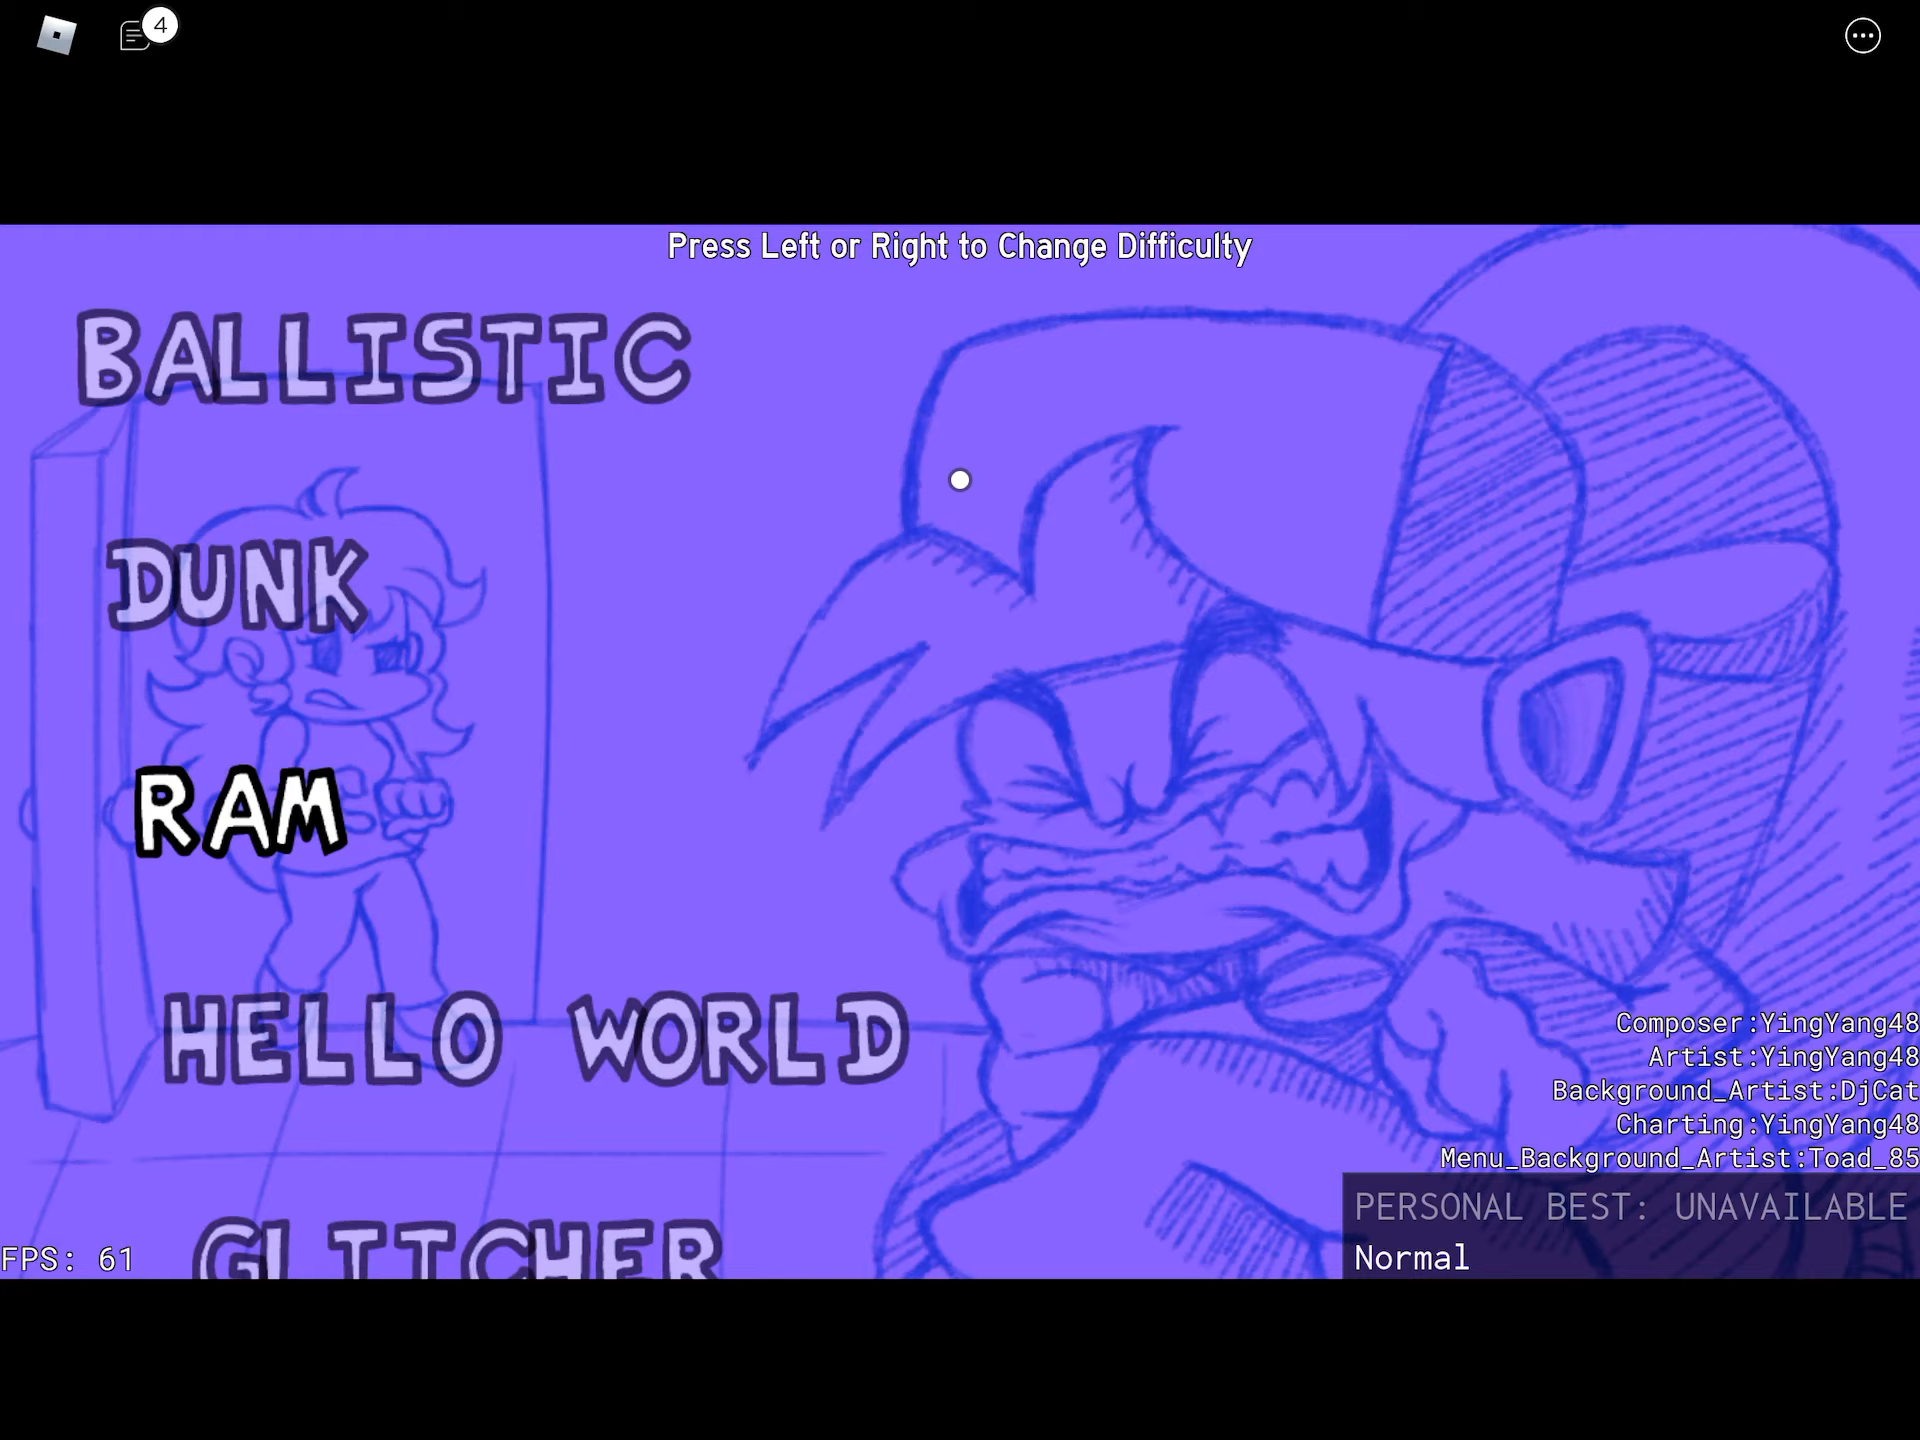 4
Press Left or Right to Change Difficulty
BALLISTIC
DUNK
RAM
HELLO WORLD
GLITCHER
Composer:YingYang48
Artist:YingYang48
Background_Artist:DjCat
Charting:YingYang48
Menu_Background_Artist:Toad_85
PERSONAL BEST: UNAVAILABLE
Normal
FPS: 61